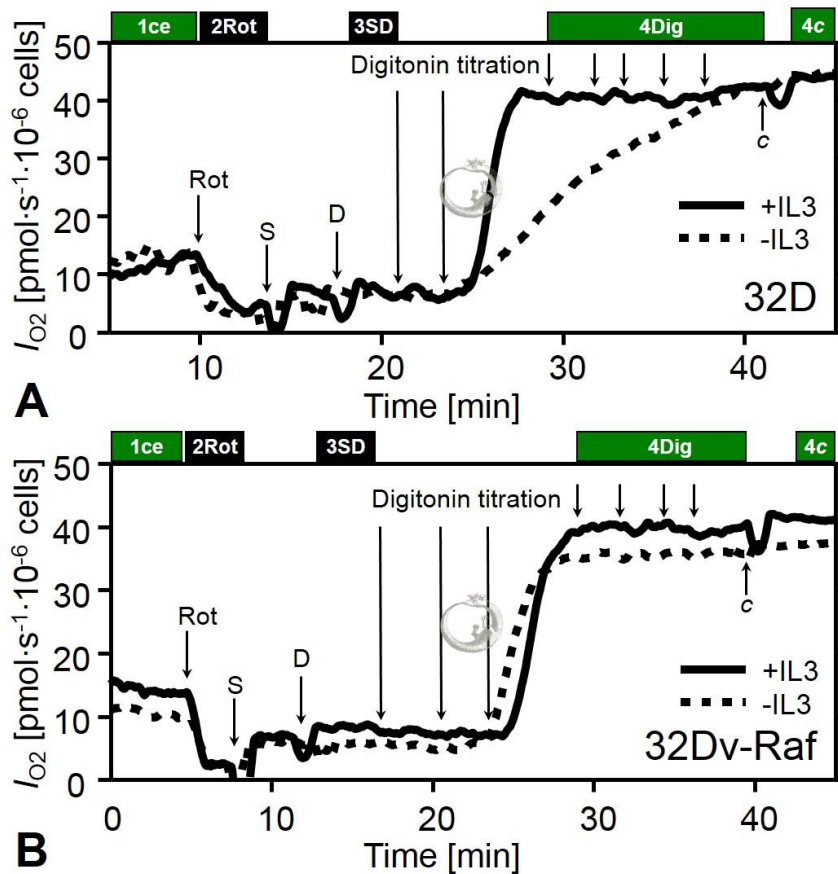 1ce 2Rot 3SD 4Dig 4c
50
Digitonin titration
40
c
30
Rot
20
S D
+IL3
-IL3
10
32D
0
10 20 30 40
Time [min]
I_O2 [pmol·s⁻¹·10⁻⁶ cells]
A
1ce 2Rot 3SD 4Dig 4c
50
Digitonin titration
40
c
30
Rot
20
S D
+IL3
-IL3
10
32Dv-Raf
0
0 10 20 30 40
Time [min]
I_O2 [pmol·s⁻¹·10⁻⁶ cells]
B